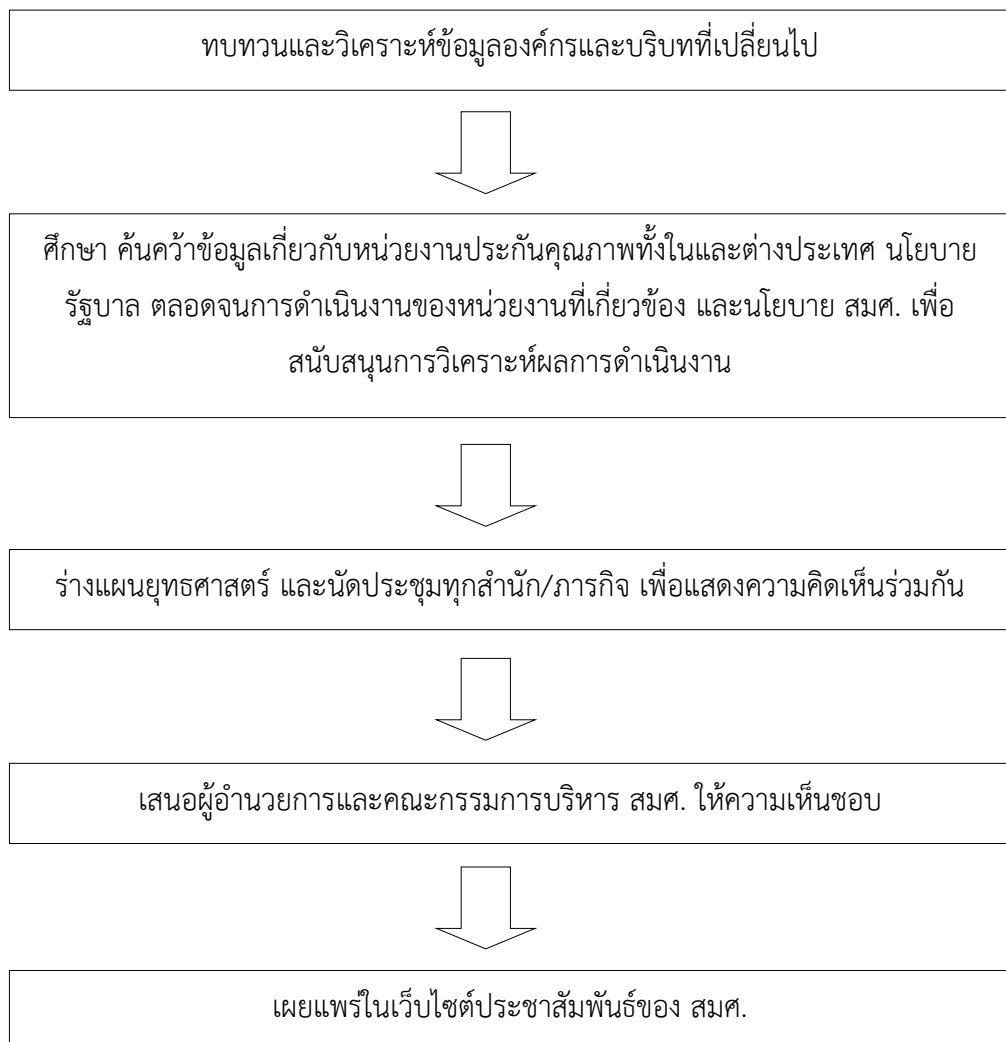 ทบทวนและวิเคราะห์ข้อมูลองค์กรและบริบทที่เปลี่ยนไป
ศึกษา ค้นคว้าข้อมูลเกี่ยวกับหน่วยงานประกันคุณภาพทั้งในและต่างประเทศ นโยบาย
รัฐบาล ตลอดจนการดำเนินงานของหน่วยงานที่เกี่ยวข้อง และนโยบาย สมศ. เพื่อ
สนับสนุนการวิเคราะห์ผลการดำเนินงาน
ร่างแผนยุทธศาสตร์ และนัดประชุมทุกสำนัก/ภารกิจ เพื่อแสดงความคิดเห็นร่วมกัน
เสนอผู้อำนวยการและคณะกรรมการบริหาร สมศ. ให้ความเห็นชอบ
เผยแพร่ในเว็บไซต์ประชาสัมพันธ์ของ สมศ.